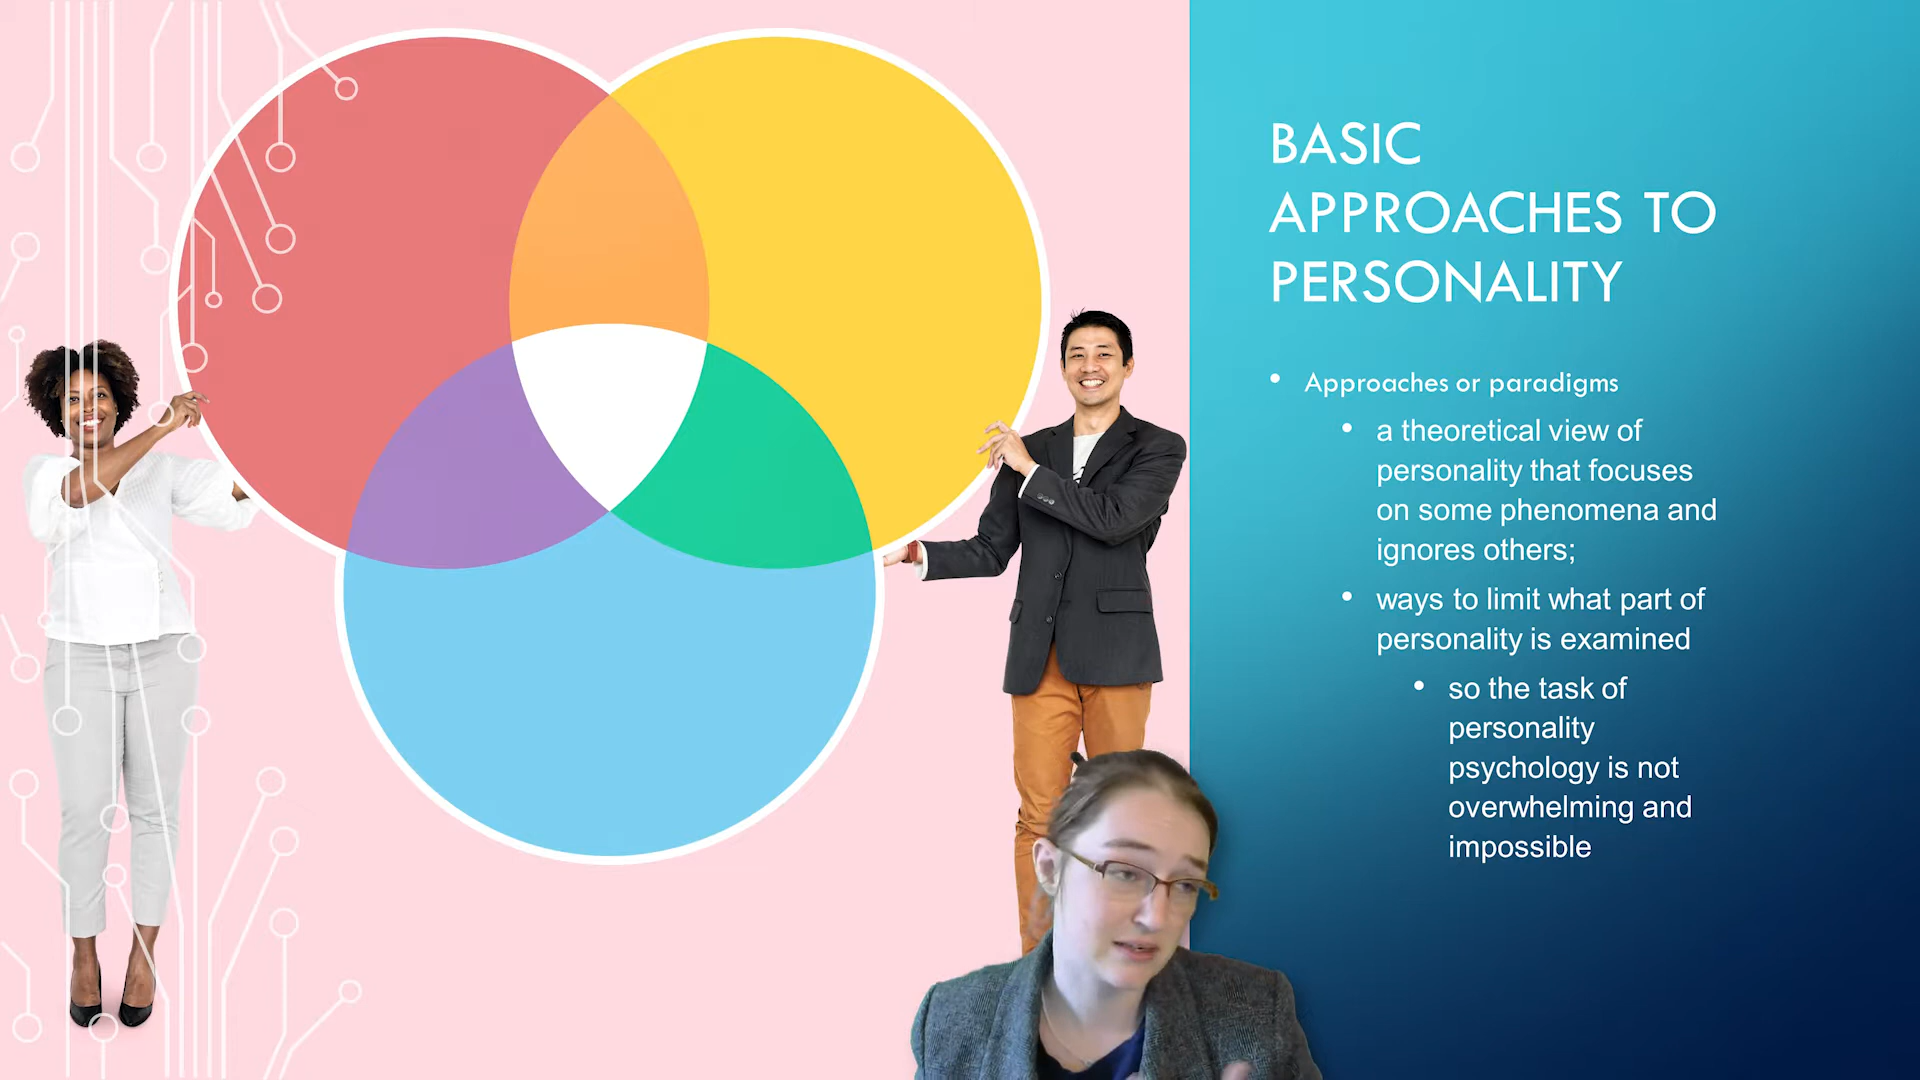 BASIC
APPROACHES TO
PERSONALITY
• Approaches or paradigms
• a theoretical view of
personality that focuses
on some phenomena and
ignores others;
• ways to limit what part of
personality is examined
• so the task of
personality
psychology is not
overwhelming and
impossible